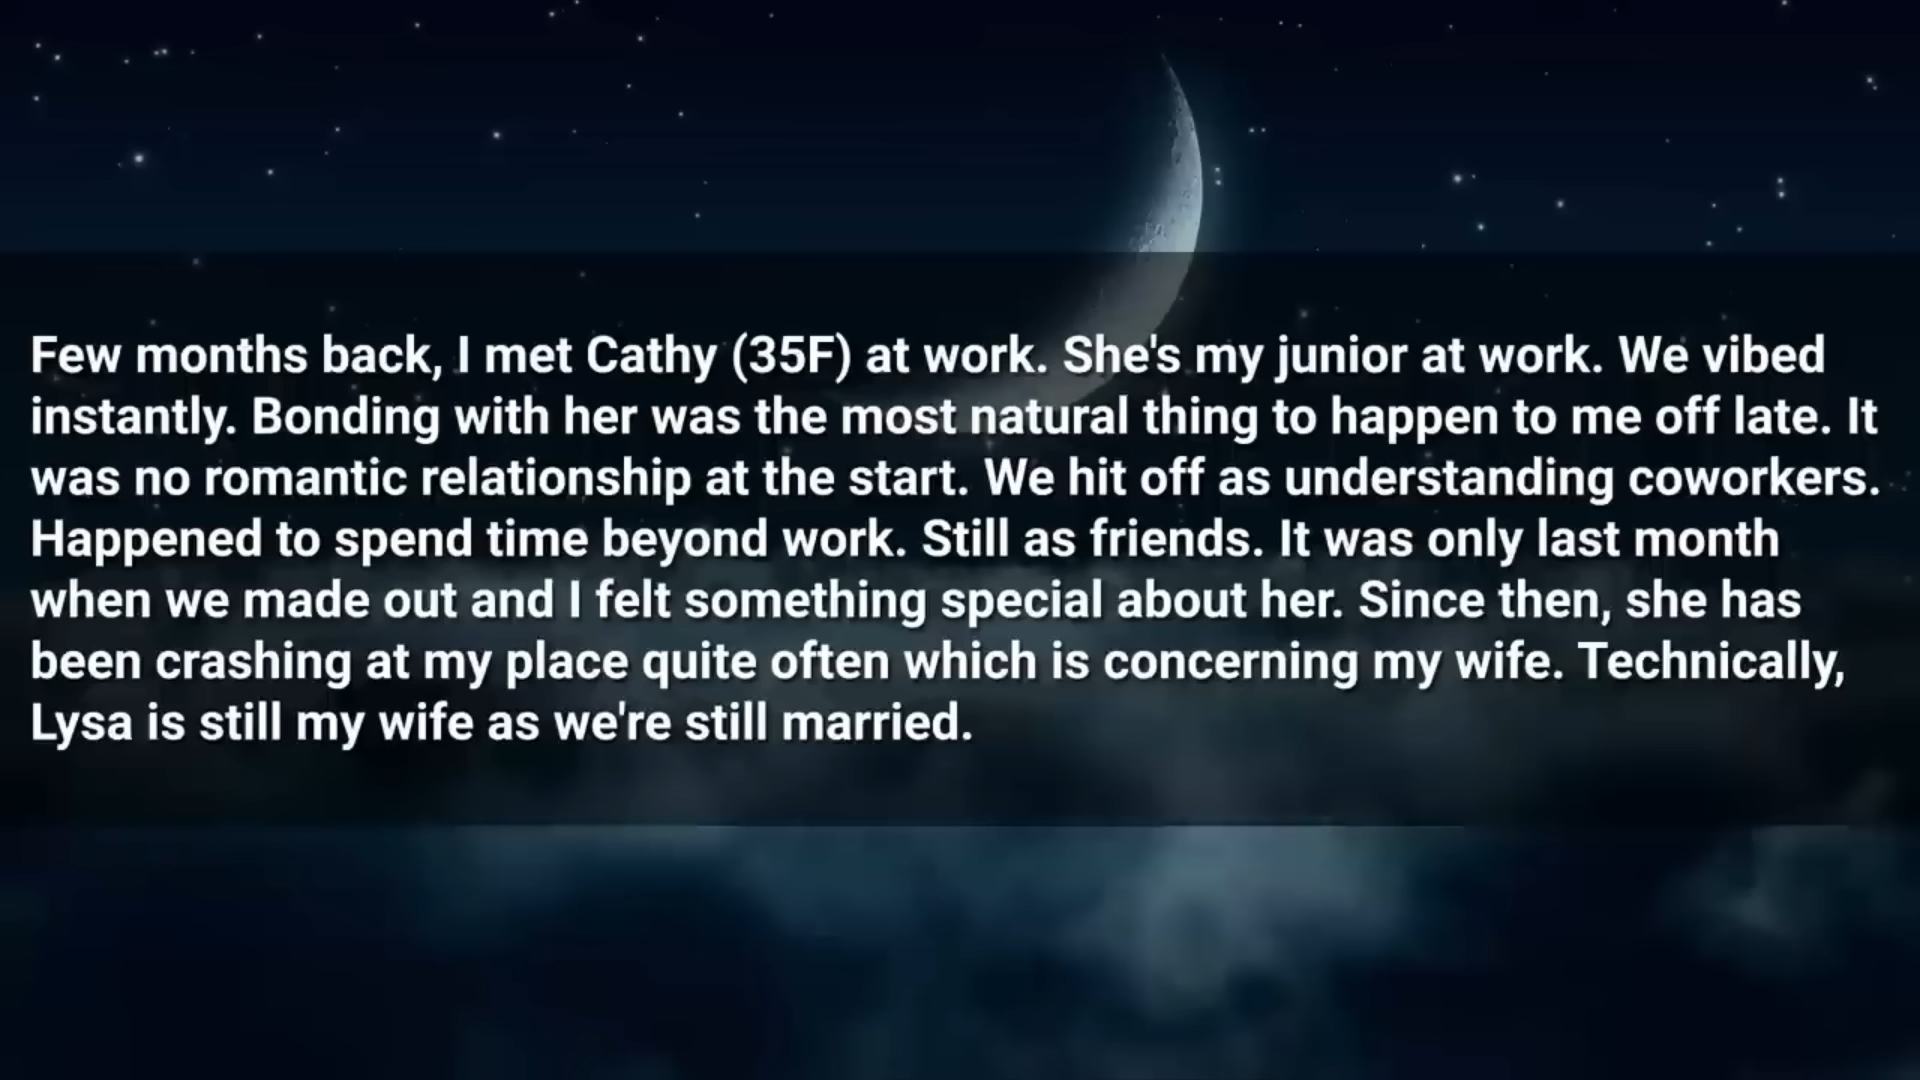 Few months back, I met Cathy (35F) at work. She's my junior at work. We vibed
instantly. Bonding with her was the most natural thing to happen to me off late. It
was no romantic relationship at the start. We hit off as understanding coworkers.
Happened to spend time beyond work. Still as friends. It was only last month
when we made out and I felt something special about her. Since then, she has
been crashing at my place quite often which is concerning my wife. Technically,
Lysa is still my wife as we're still married.